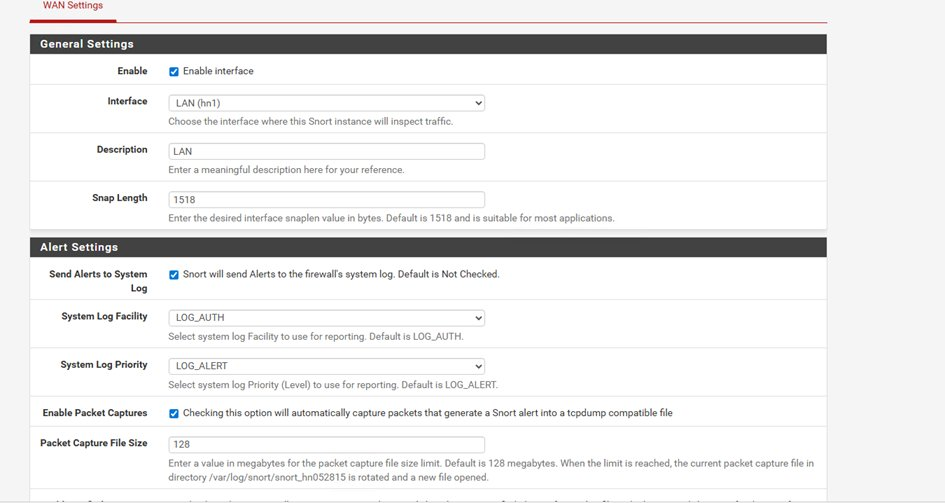 WAN Settings
General Settings
Enable
Enable interface
Interface
LAN (hn1)
Choose the interface where this Snort instance will inspect traffic.
Description
LAN
Enter a meaningful description here for your reference.
Snap Length
1518
Enter the desired interface snaplen value in bytes. Default is 1518 and is suitable for most applications.
Alert Settings
Send Alerts to System
Log
Snort will send Alerts to the firewall's system log. Default is Not Checked.
System Log Facility
LOG_AUTH
Select system log Facility to use for reporting. Default is LOG_AUTH.
System Log Priority
LOG_ALERT
Select system log Priority (Level) to use for reporting. Default is LOG_ALERT.
Enable Packet Captures
Checking this option will automatically capture packets that generate a Snort alert into a tcpdump compatible file
Packet Capture File Size
128
Enter a value in megabytes for the packet capture file size limit. Default is 128 megabytes. When the limit is reached, the current packet capture file in
directory /var/log/snort/snort_hn052815 is rotated and a new file opened.